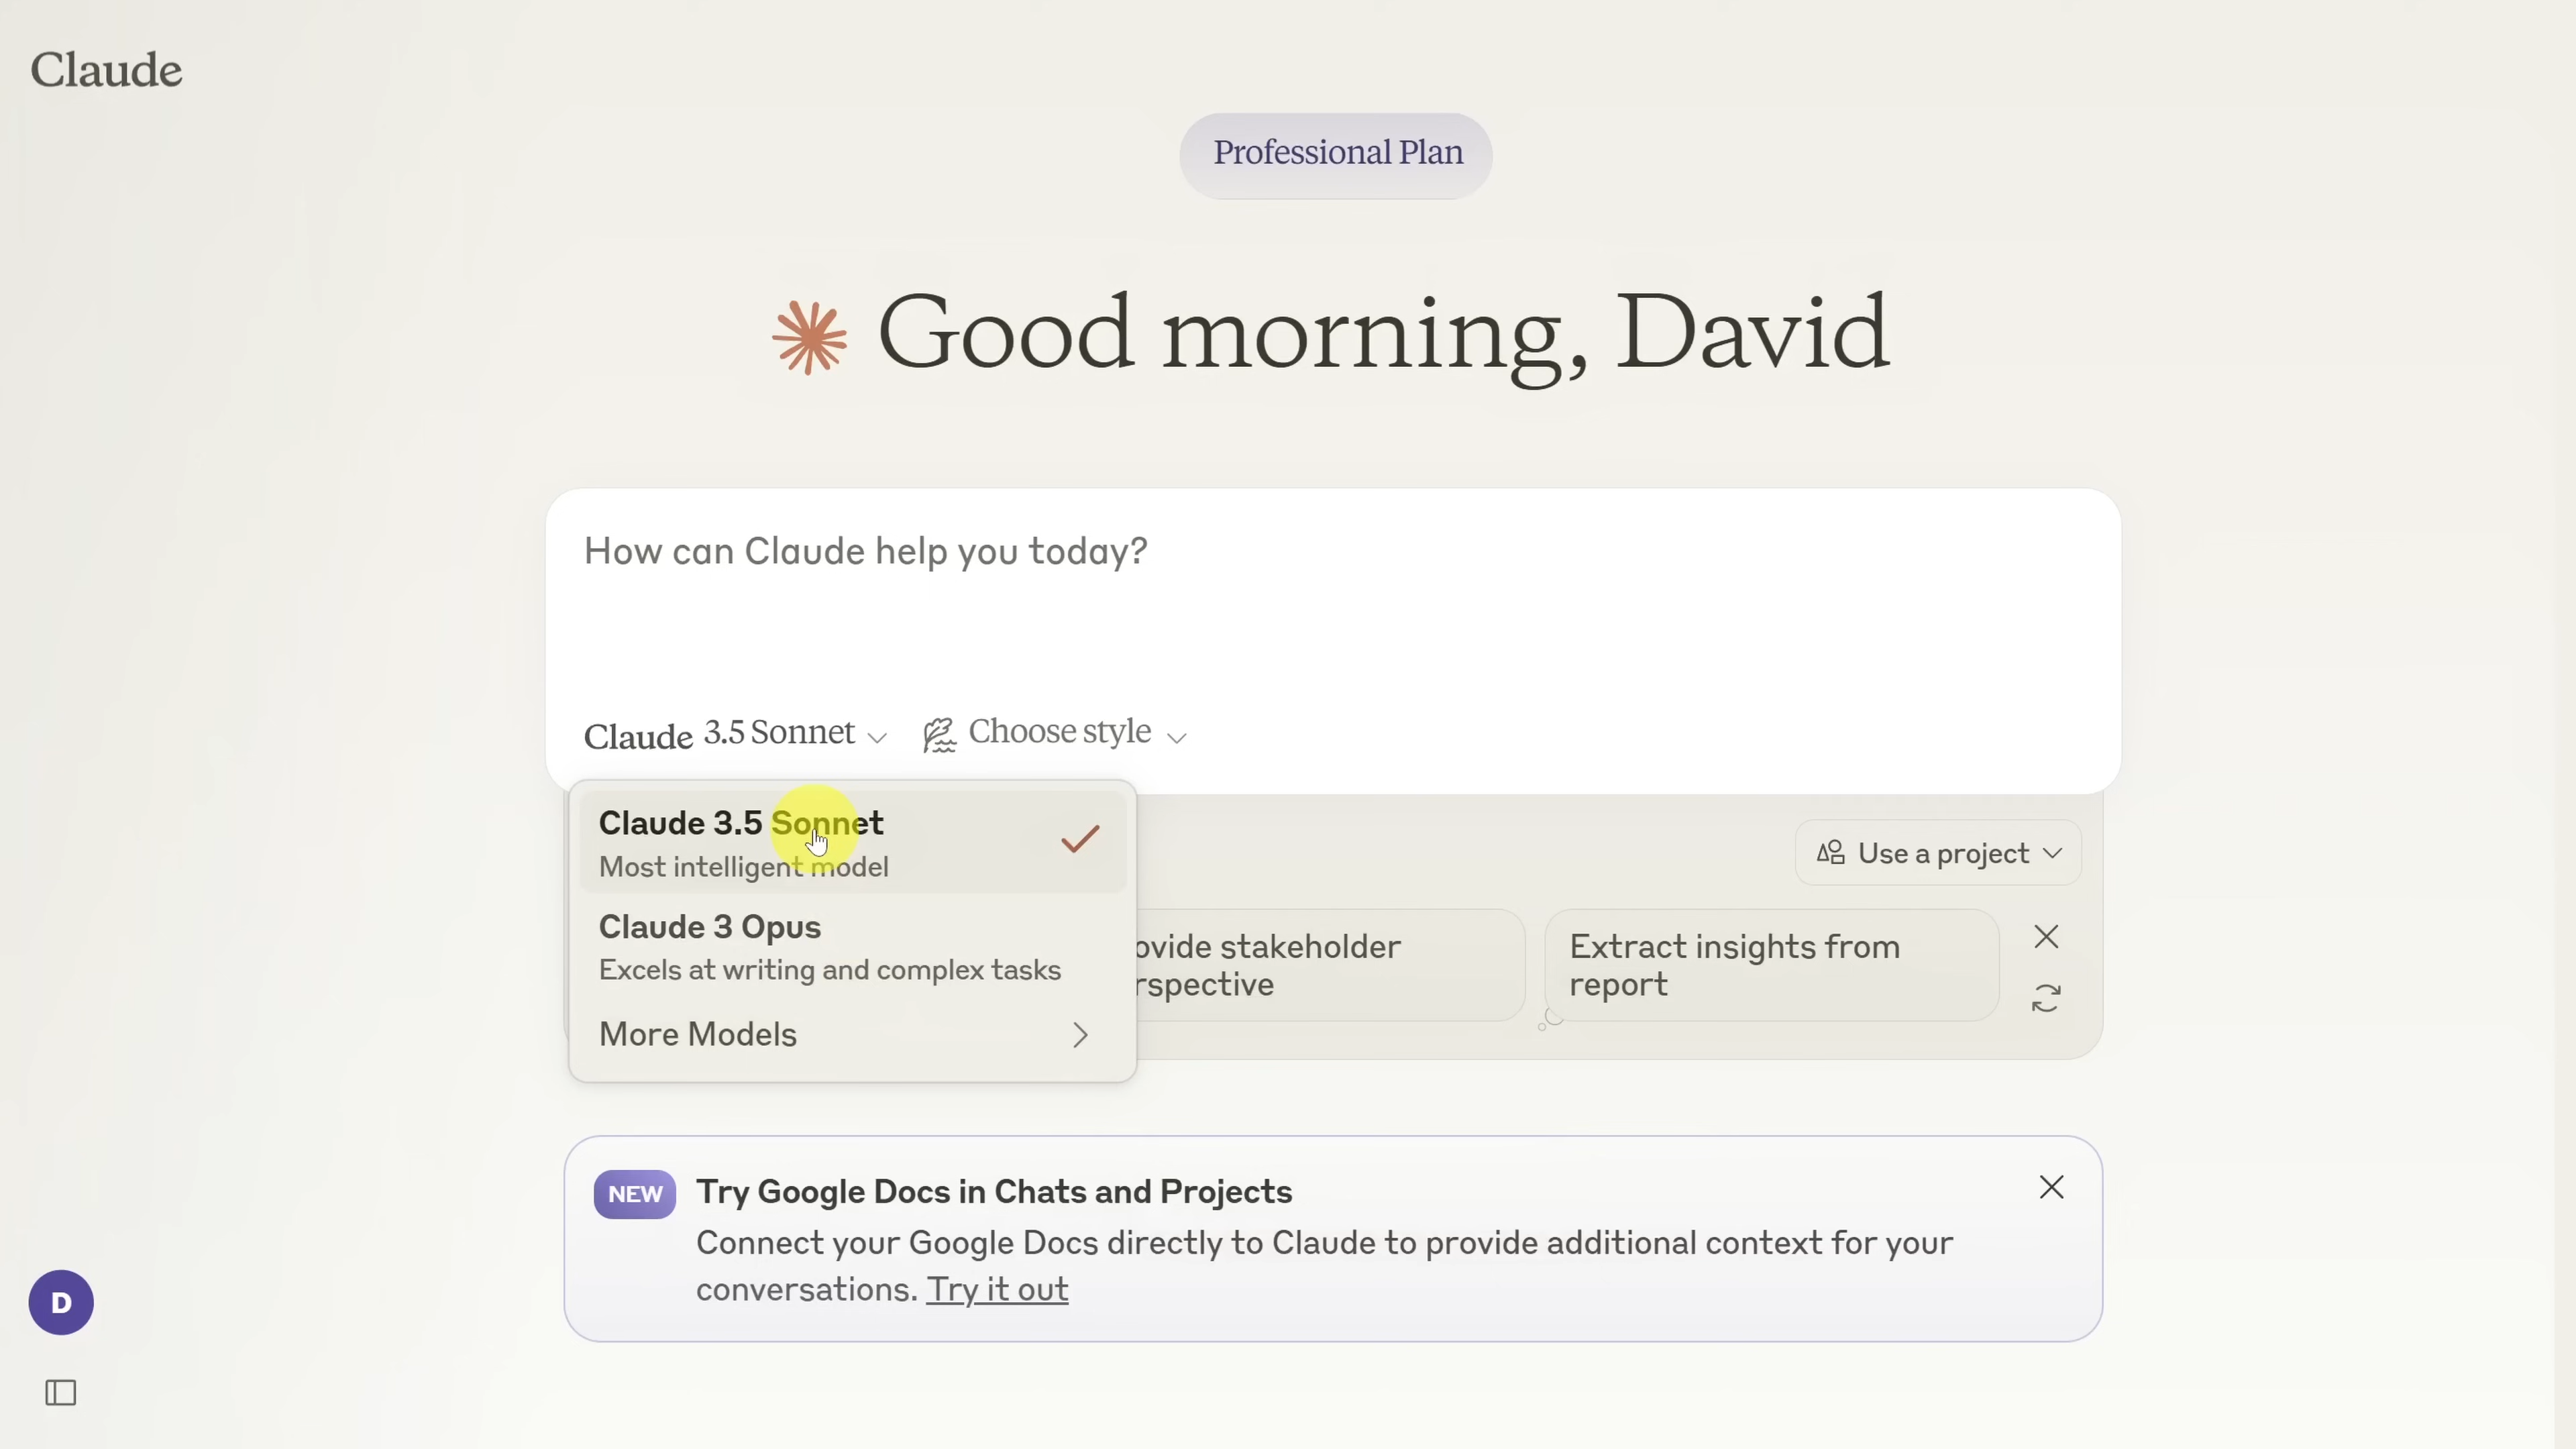 Claude
Professional Plan
Good morning, David
How can Claude help you today?
Claude 3.5 Sonnet
Choose style
Claude 3.5 Sonnet
Most intelligent model
Use a project
Claude 3 Opus
Excels at writing and complex tasks
More Models
ovide stakeholder
rspective
Extract insights from
report
NEW
Try Google Docs in Chats and Projects
Connect your Google Docs directly to Claude to provide additional context for your
conversations. Try it out
D